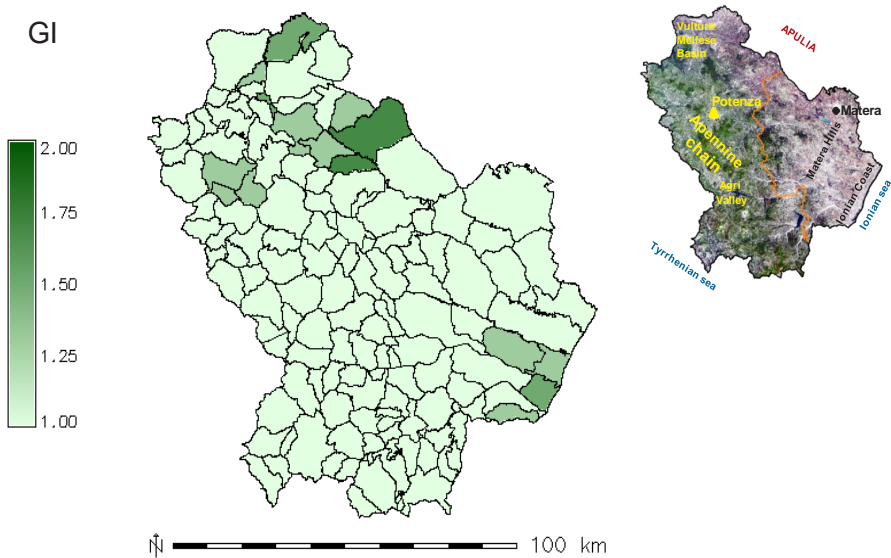 GI
2.00
1.75
1.50
1.25
1.00
N
100 km
Vulture
Melfese
Basin
APULIA
Potenza
Matera
Apennine
chain
Matera Hills
Agri
Valley
Ionian Coast
Ionian sea
Tyrrhenian sea